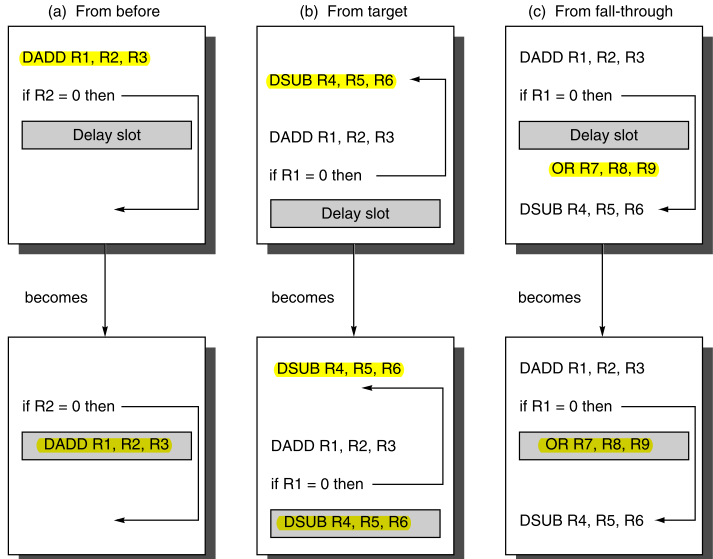 (a) From before
DADD R1, R2, R3
if R2 = 0 then
Delay slot
becomes
if R2 = 0 then
DADD R1, R2, R3
(b) From target
DSUB R4, R5, R6
DADD R1, R2, R3
if R1 = 0 then
Delay slot
becomes
DSUB R4, R5, R6
DADD R1, R2, R3
if R1 = 0 then
DSUB R4, R5, R6
(c) From fall-through
DADD R1, R2, R3
if R1 = 0 then
Delay slot
OR R7, R8, R9
DSUB R4, R5, R6
becomes
DADD R1, R2, R3
if R1 = 0 then
OR R7, R8, R9
DSUB R4, R5, R6